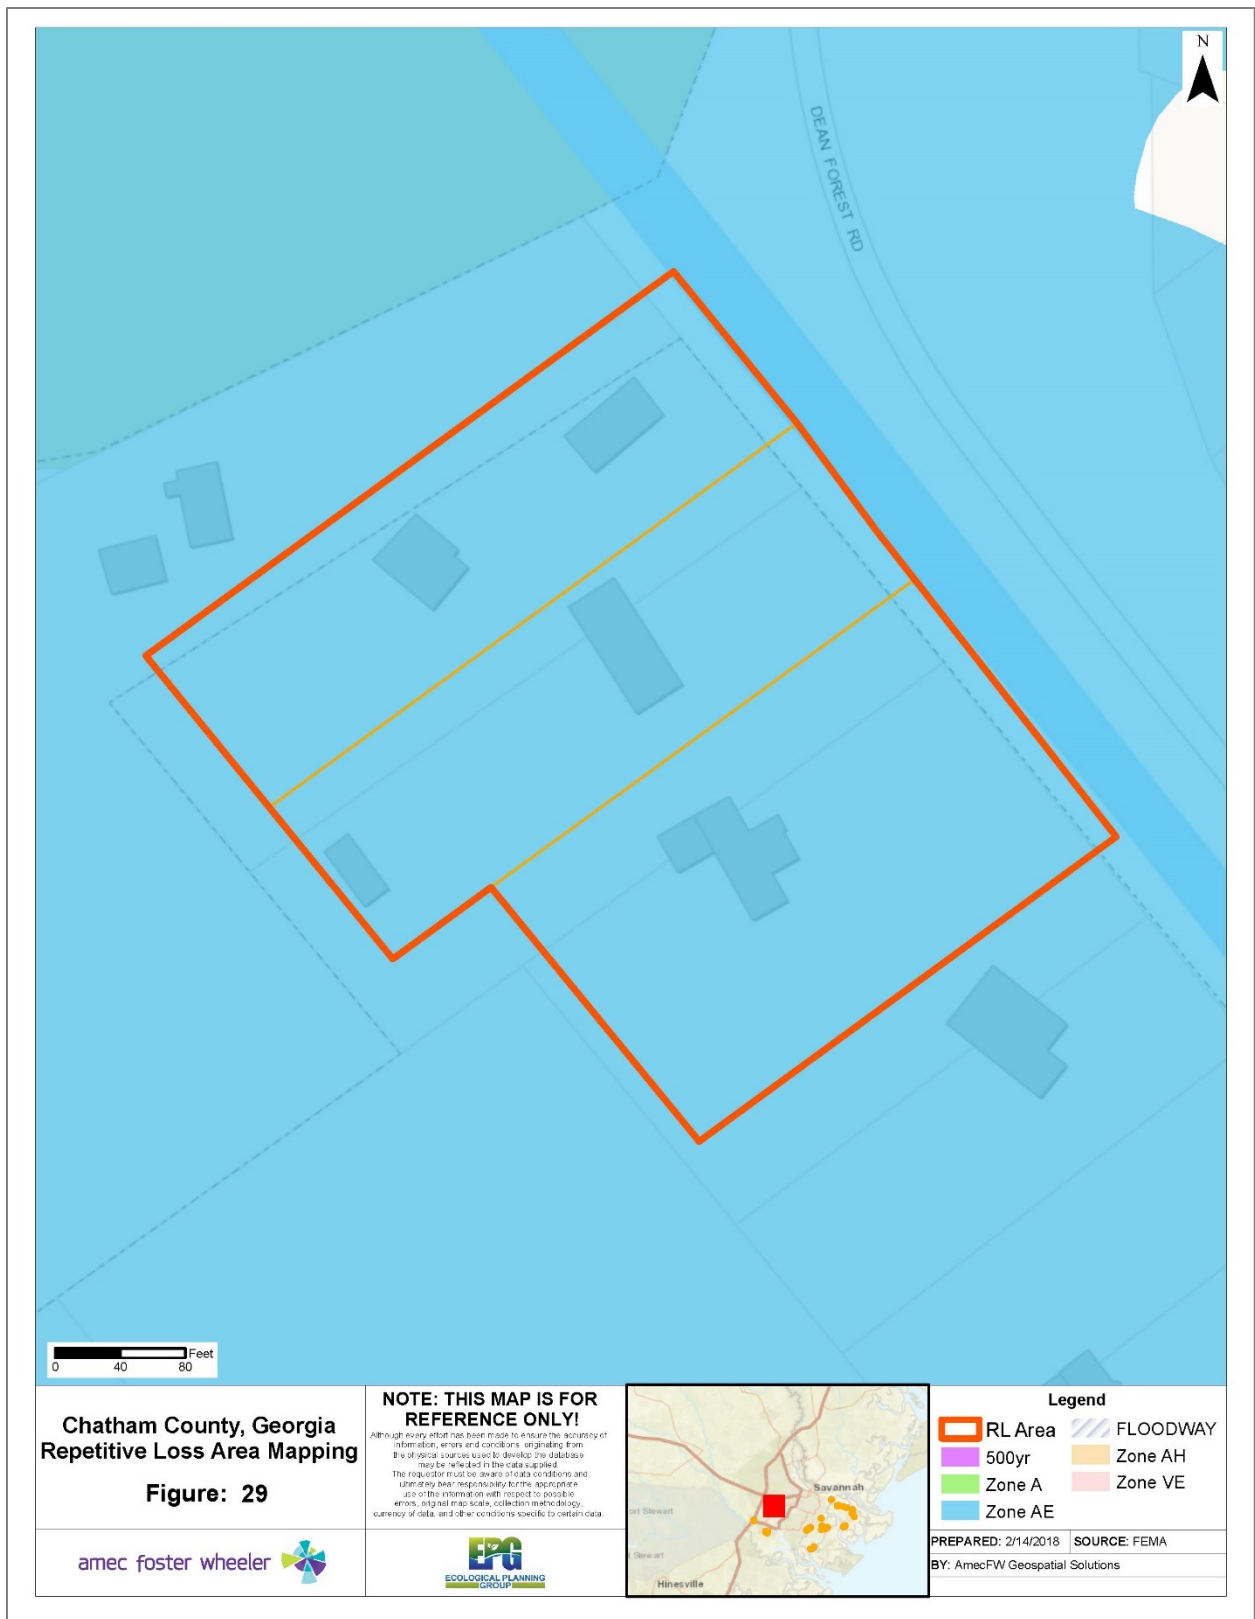 N
DEAN FOREST RD
Feet
0 40 80
Chatham County, Georgia
Repetitive Loss Area Mapping
Figure: 29
amec foster wheeler
NOTE: THIS MAP IS FOR
REFERENCE ONLY!
Although every effort has been made to ensure the accuracy of
information, errors and conditions originating from
the physical sources used to develop the database
may be reflected in the data supplied.
The requestor must be aware of data conditions and
ultimately bear responsibility for the appropriate
use of the information with respect to possible
errors, original map scale, collection methodology,
currency of data, and other conditions specific to certain data.
EPG
ECOLOGICAL PLANNING
GROUP
Savannah
ort Stewart
Stewart
Hinesville
Legend
RL Area
500yr
Zone A
Zone AE
FLOODWAY
Zone AH
Zone VE
PREPARED: 2/14/2018 SOURCE: FEMA
BY: AmecFW Geospatial Solutions